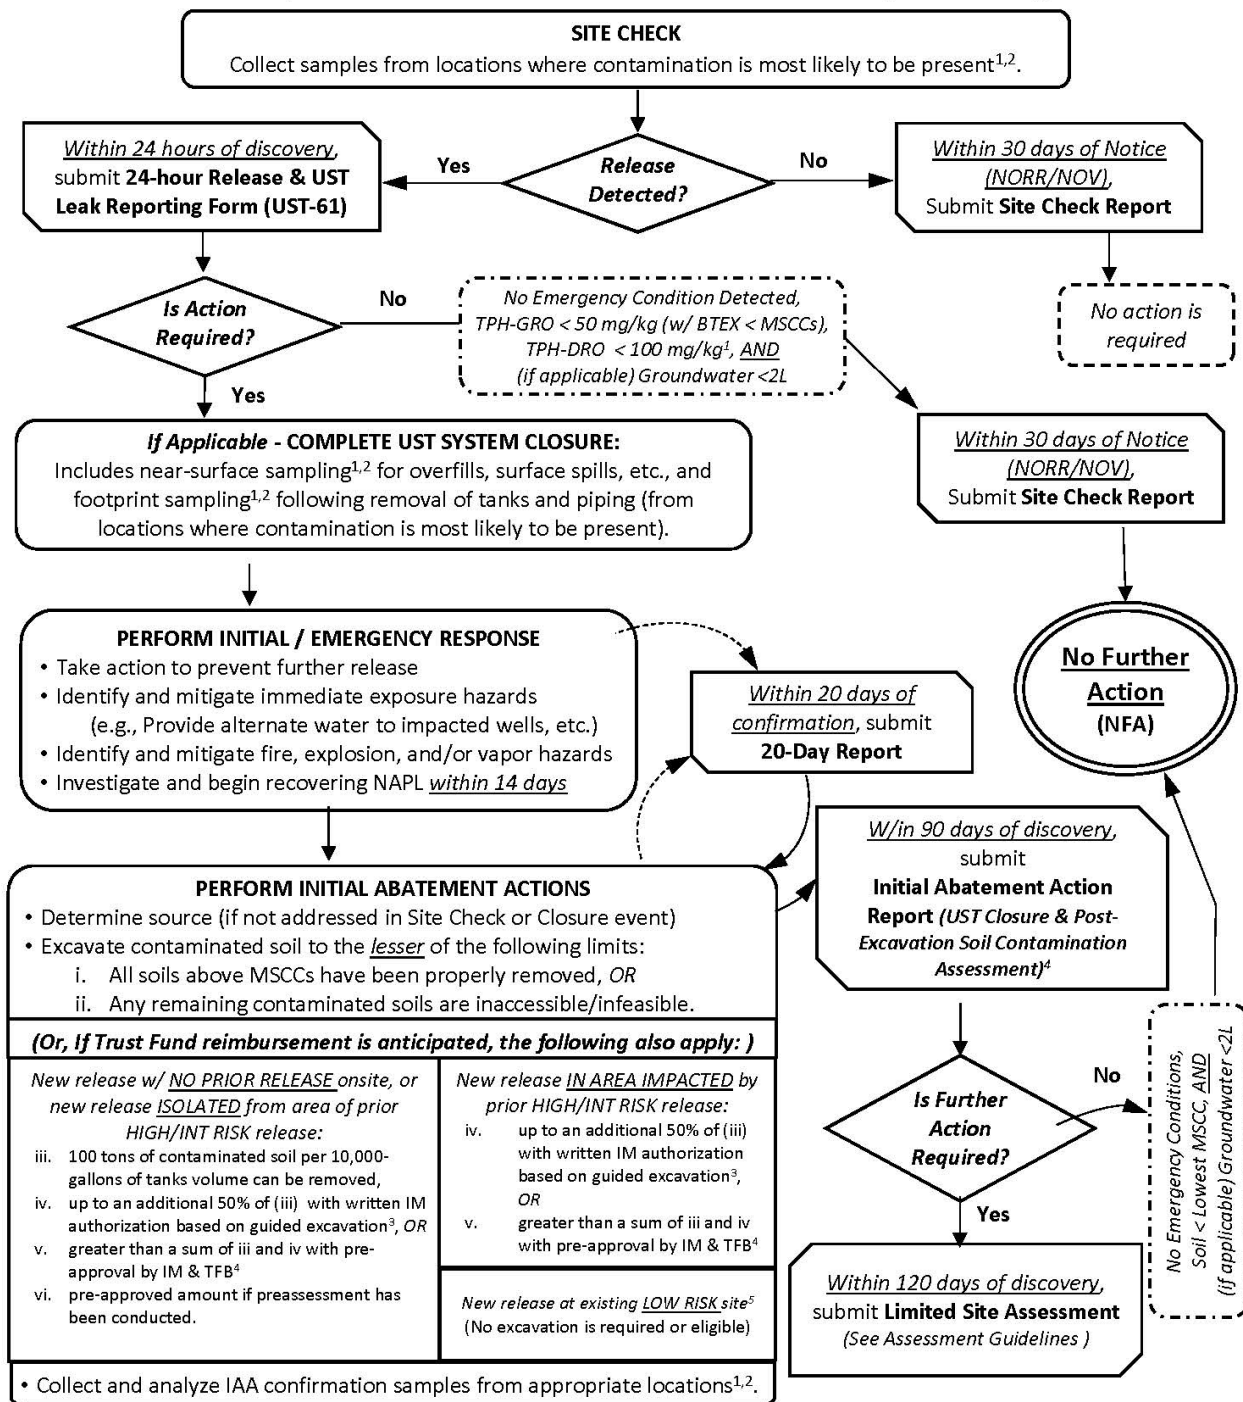 SITE CHECK
Collect samples from locations where contamination is most likely to be present1,2.
Within 24 hours of discovery,
submit 24-hour Release & UST
Leak Reporting Form (UST-61)
Yes
Release
Detected?
No
Within 30 days of Notice
(NORR/NOV),
Submit Site Check Report
No action is
required
Is Action
Required?
No
No Emergency Condition Detected,
TPH-GRO < 50 mg/kg (w/ BTEX < MSCCs),
TPH-DRO < 100 mg/kg1, AND
(if applicable) Groundwater <2L
Yes
Within 30 days of Notice
(NORR/NOV),
Submit Site Check Report
If Applicable - COMPLETE UST SYSTEM CLOSURE:
Includes near-surface sampling1,2 for overfills, surface spills, etc., and
footprint sampling1,2 following removal of tanks and piping (from
locations where contamination is most likely to be present).
PERFORM INITIAL / EMERGENCY RESPONSE
• Take action to prevent further release
• Identify and mitigate immediate exposure hazards
(e.g., Provide alternate water to impacted wells, etc.)
• Identify and mitigate fire, explosion, and/or vapor hazards
• Investigate and begin recovering NAPL within 14 days
Within 20 days of
confirmation, submit
20-Day Report
No Further
Action
(NFA)
PERFORM INITIAL ABATEMENT ACTIONS
• Determine source (if not addressed in Site Check or Closure event)
• Excavate contaminated soil to the lesser of the following limits:
i. All soils above MSCCs have been properly removed, OR
ii. Any remaining contaminated soils are inaccessible/infeasible.
(Or, If Trust Fund reimbursement is anticipated, the following also apply: )
New release w/ NO PRIOR RELEASE onsite, or
new release ISOLATED from area of prior
HIGH/INT RISK release:
iii. 100 tons of contaminated soil per 10,000-
gallons of tanks volume can be removed,
iv. up to an additional 50% of (iii) with written IM
authorization based on guided excavation3, OR
v. greater than a sum of iii and iv with pre-
approval by IM & TFB4
vi. pre-approved amount if preassessment has
been conducted.
New release IN AREA IMPACTED by
prior HIGH/INT RISK release:
iv. up to an additional 50% of (iii)
with written IM authorization
based on guided excavation3,
OR
v. greater than a sum of iii and iv
with pre-approval by IM & TFB4
New release at existing LOW RISK site5
(No excavation is required or eligible)
• Collect and analyze IAA confirmation samples from appropriate locations1,2.
W/in 90 days of discovery,
submit
Initial Abatement Action
Report (UST Closure & Post-
Excavation Soil Contamination
Assessment)4
Is Further
Action
Required?
No
No Emergency Conditions,
Soil < Lowest MSCC, AND
(if applicable) Groundwater <2L
Yes
Within 120 days of discovery,
submit Limited Site Assessment
(See Assessment Guidelines )